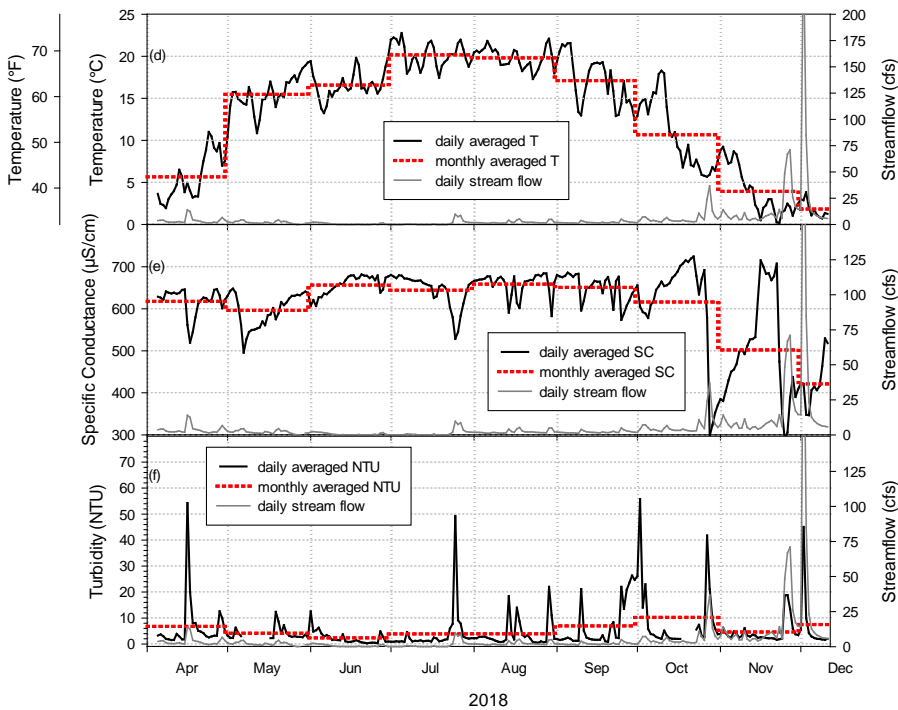 Temperature (°F)
70
60
50
40
Temperature (°C)
25
20
15
10
5
0
(d)
daily averaged T
monthly averaged T
daily stream flow
Streamflow (cfs)
200
175
150
125
100
75
50
25
0
Specific Conductance (µS/cm)
700
600
500
400
300
(e)
daily averaged SC
monthly averaged SC
daily stream flow
Streamflow (cfs)
125
100
75
50
25
0
Turbidity (NTU)
70
60
50
40
30
20
10
0
(f)
daily averaged NTU
monthly averaged NTU
daily stream flow
Streamflow (cfs)
125
100
75
50
25
0
Apr May Jun Jul Aug Sep Oct Nov Dec
2018